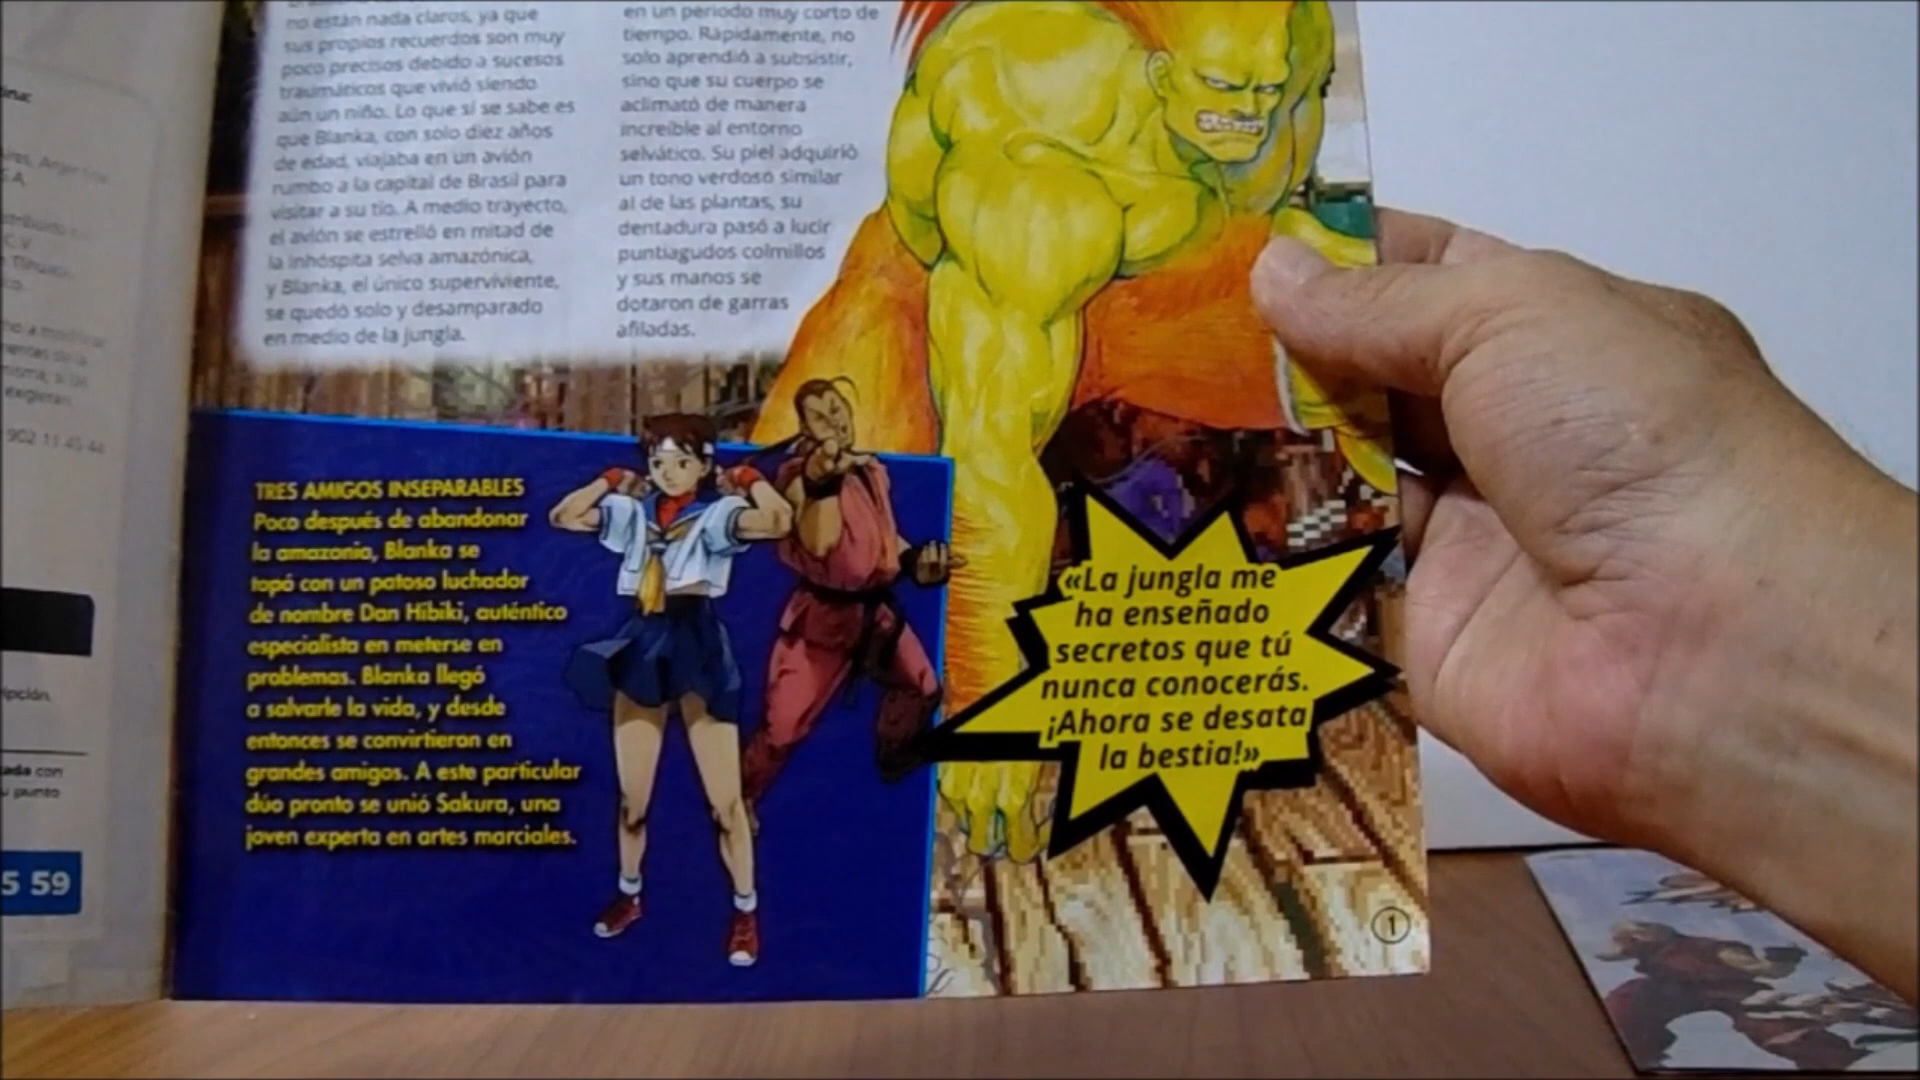 no están nada claros, ya que
sus propios recuerdos son muy
poco precisos debido a sucesos
traumáticos que vivió siendo
aún un niño. Lo que sí se sabe es
que Blanka, con solo diez años
de edad, viajaba en un avión
rumbo a la capital de Brasil para
visitar a su tío. A medio trayecto,
el avión se estrelló en mitad de
la inhóspita selva amazónica,
y Blanka, el único superviviente,
se quedó solo y desamparado
en medio de la jungla.
en un periodo muy corto de
tiempo. Rápidamente, no
solo aprendió a subsistir,
sino que su cuerpo se
aclimató de manera
increíble al entorno
selvático. Su piel adquirió
un tono verdoso similar
al de las plantas, su
dentadura pasó a lucir
puntiagudos colmillos
y sus manos se
dotaron de garras
afiladas.
TRES AMIGOS INSEPARABLES
Poco después de abandonar
la amazonia, Blanka se
topó con un patoso luchador
de nombre Dan Hibiki, auténtico
especialista en meterse en
problemas. Blanka llegó
a salvarle la vida, y desde
entonces se convirtieron en
grandes amigos. A este particular
dúo pronto se unió Sakura, una
joven experta en artes marciales.
«La jungla me
ha enseñado
secretos que tú
nunca conocerás.
¡Ahora se desata
la bestia!»
1
902 11 45 44
5 59